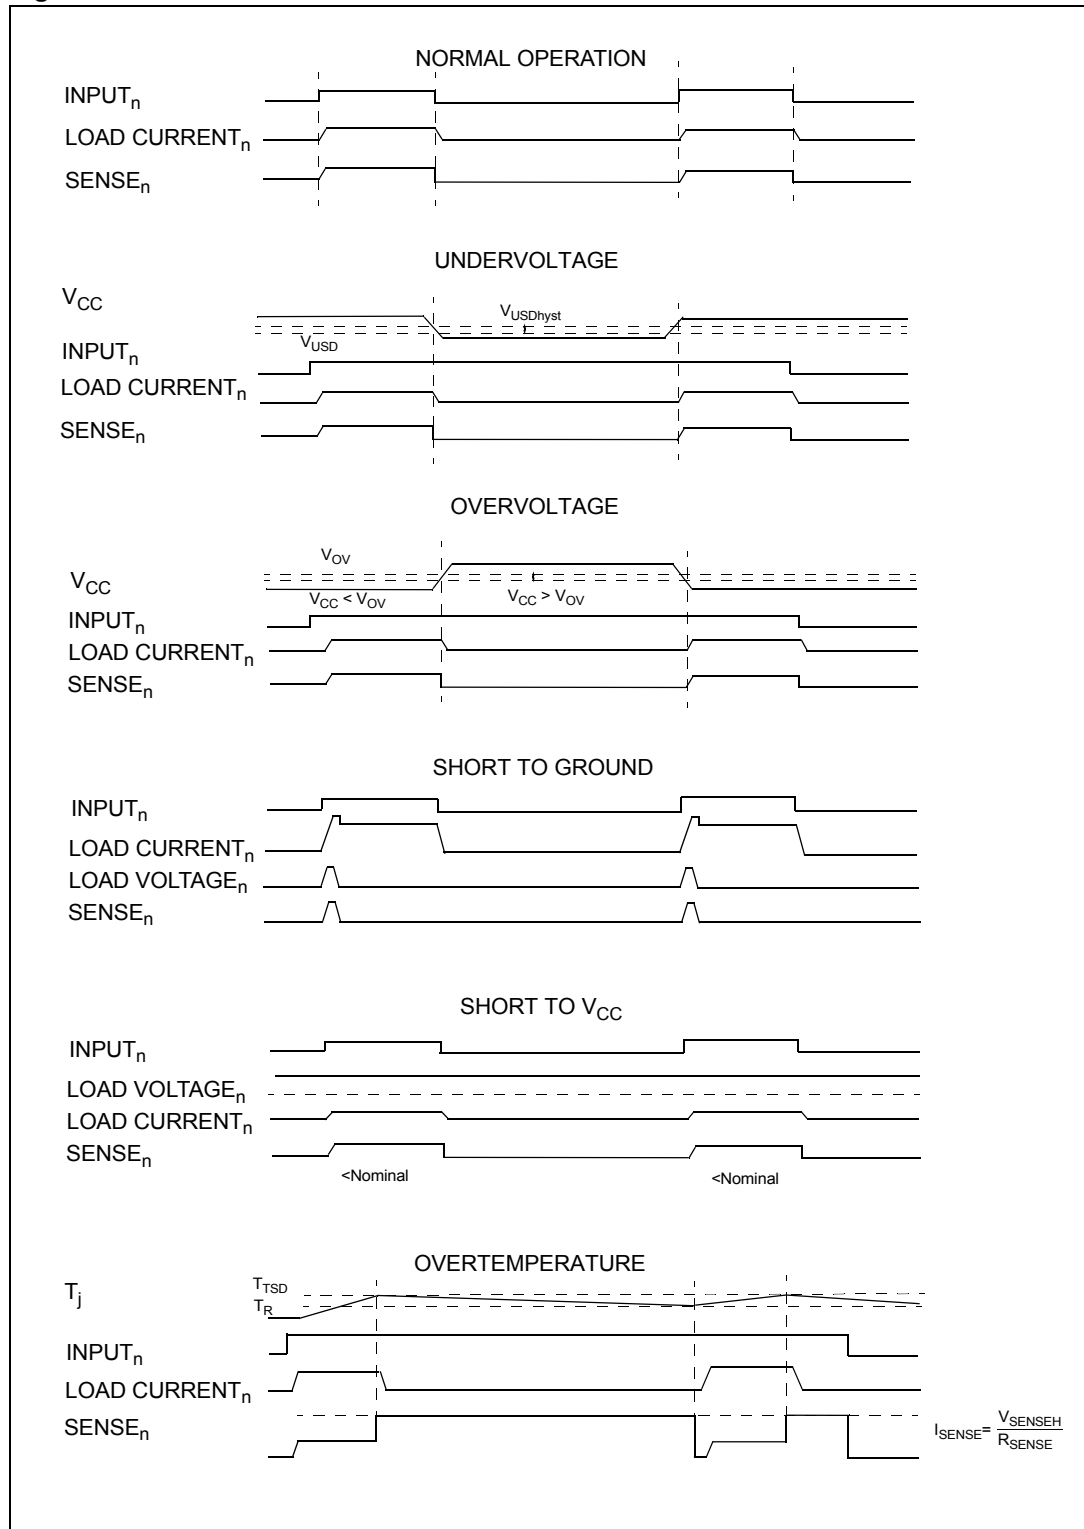 NORMAL OPERATION
INPUTn
LOAD CURRENTn
SENSEn
UNDERVOLTAGE
VCC
VUSDhyst
VUSD
INPUTn
LOAD CURRENTn
SENSEn
OVERVOLTAGE
VOV
VCC
VCC < VOV
VCC > VOV
INPUTn
LOAD CURRENTn
SENSEn
SHORT TO GROUND
INPUTn
LOAD CURRENTn
LOAD VOLTAGEn
SENSEn
SHORT TO VCC
INPUTn
LOAD VOLTAGEn
LOAD CURRENTn
SENSEn
<Nominal
<Nominal
OVERTEMPERATURE
Tj
TTSD
TR
INPUTn
LOAD CURRENTn
SENSEn
ISENSE= VSENSEH
RSENSE